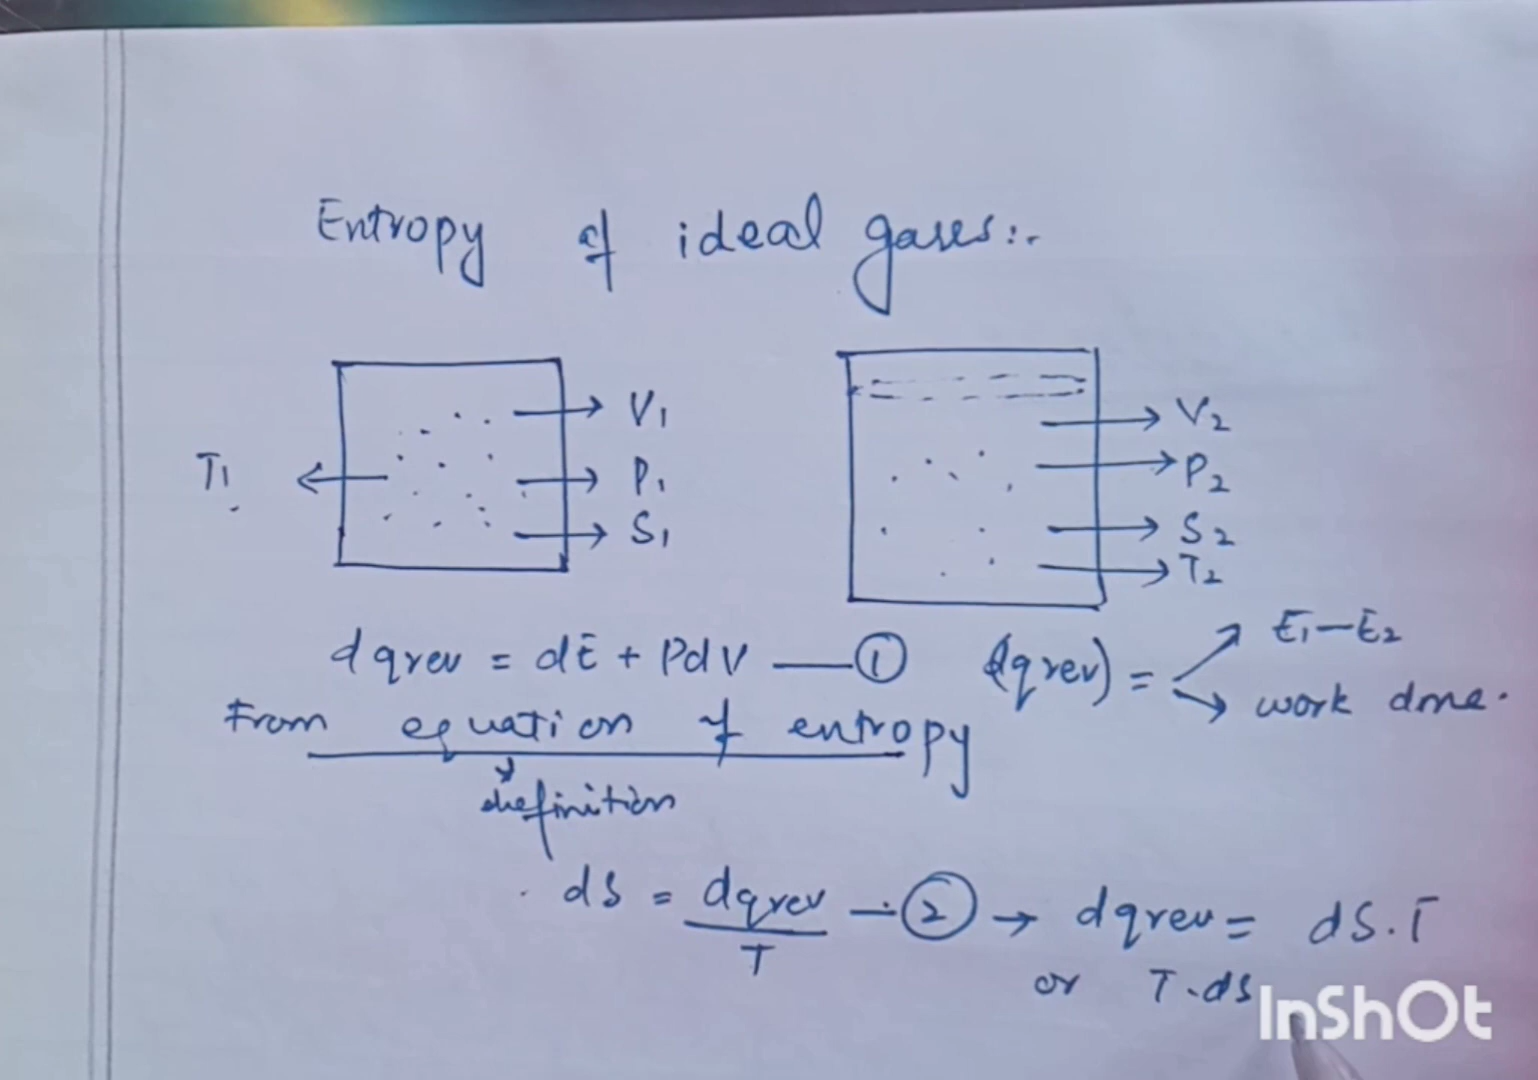 Entropy of ideal gases:-
V1
T1
P1
S1
V2
P2
S2
T2
dqrev = dE + PdV — ①
(dqrev) =
E1–E2
work done.
From equation of entropy
definition
dS = dqrev/T — ② → dqrev = dS.T
or T.dS
InShOt